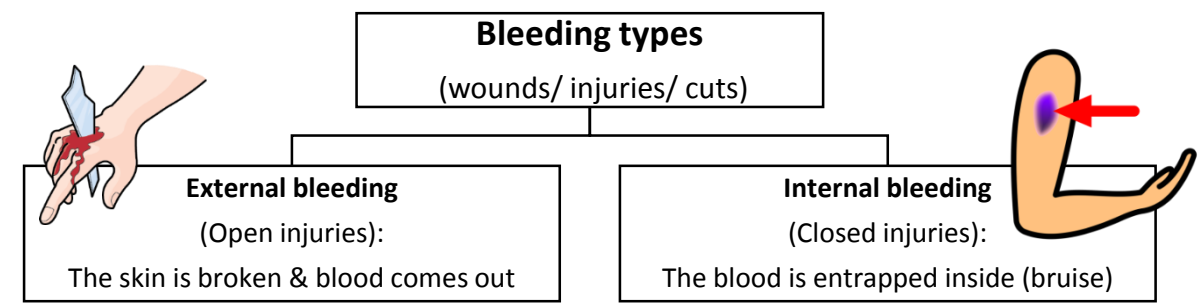 Bleeding types
(wounds/ injuries/ cuts)
External bleeding
(Open injuries):
The skin is broken & blood comes out
Internal bleeding
(Closed injuries):
The blood is entrapped inside (bruise)